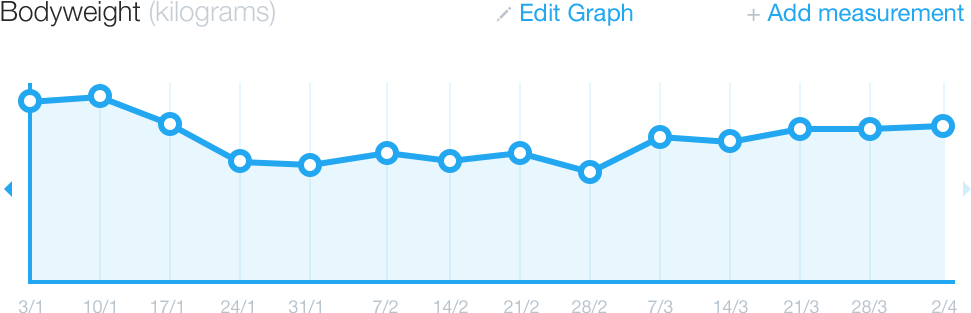 Bodyweight (kilograms) Edit Graph + Add measurement
3/1 10/1 17/1 24/1 31/1 7/2 14/2 21/2 28/2 7/3 14/3 21/3 28/3 2/4